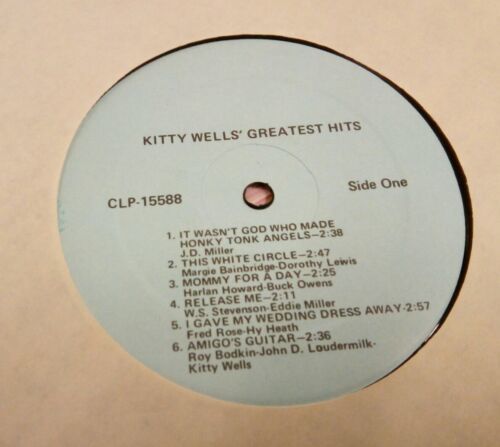 KITTY WELLS' GREATEST HITS
CLP-15588
Side One
1. IT WASN'T GOD WHO MADE
HONKY TONK ANGELS-2:38
J.D. Miller
2. THIS WHITE CIRCLE-2:47
Margie Bainbridge-Dorothy Lewis
3. MOMMY FOR A DAY-2:25
Harlan Howard-Buck Owens
4. RELEASE ME-2:11
W.S. Stevenson-Eddie Miller
5. I GAVE MY WEDDING DRESS AWAY-2:57
Fred Rose-Hy Heath
6. AMIGO'S GUITAR-2:36
Roy Bodkin-John D. Loudermilk-
Kitty Wells